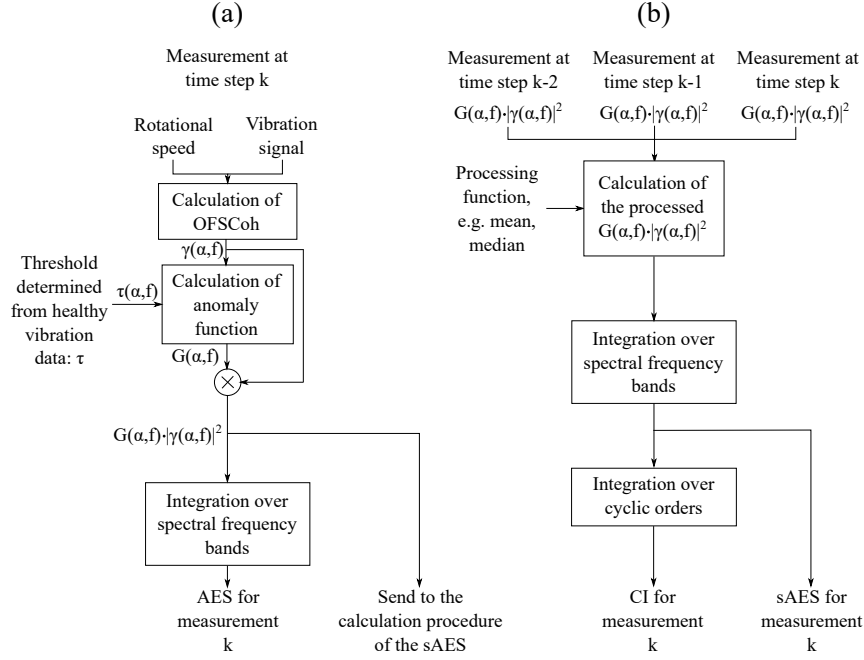 (a)
Measurement at
time step k
Rotational
speed
Vibration
signal
Calculation of
OFSCoh
γ(α,f)
Threshold
determined
from healthy
vibration
data: τ
τ(α,f)
Calculation of
anomaly
function
G(α,f)
G(α,f)·|γ(α,f)|²
Integration over
spectral frequency
bands
AES for
measurement
k
Send to the
calculation procedure
of the sAES
(b)
Measurement at
time step k-2
G(α,f)·|γ(α,f)|²
Measurement at
time step k-1
G(α,f)·|γ(α,f)|²
Measurement at
time step k
G(α,f)·|γ(α,f)|²
Processing
function,
e.g. mean,
median
Calculation of
the processed
G(α,f)·|γ(α,f)|²
Integration over
spectral frequency
bands
Integration over
cyclic orders
CI for
measurement
k
sAES for
measurement
k